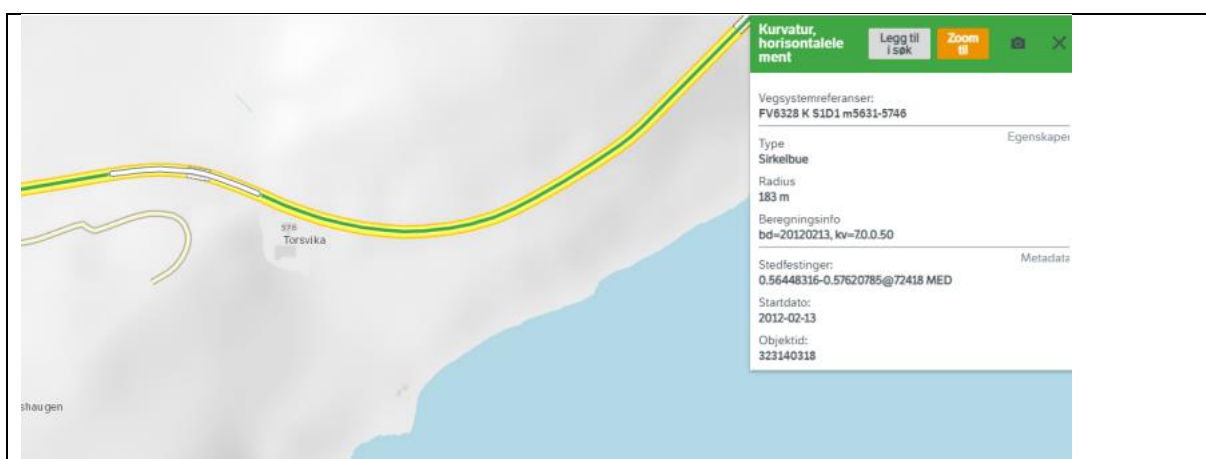 Kurvatur,
horisontalele
ment
Legg til
i søk
Zoom
til
Vegsystemreferanser:
FV6328 K S1D1 m5631-5746
Egenskaper
Type
Sirkelbue
Radius
183 m
Beregningsinfo
bd=20120213, kv=7.0.0.50
Metadata
Stedfestinger:
0.56448316-0.57620785@72418 MED
Startdato:
2012-02-13
Objektid:
323140318
Torsvika
shaugen